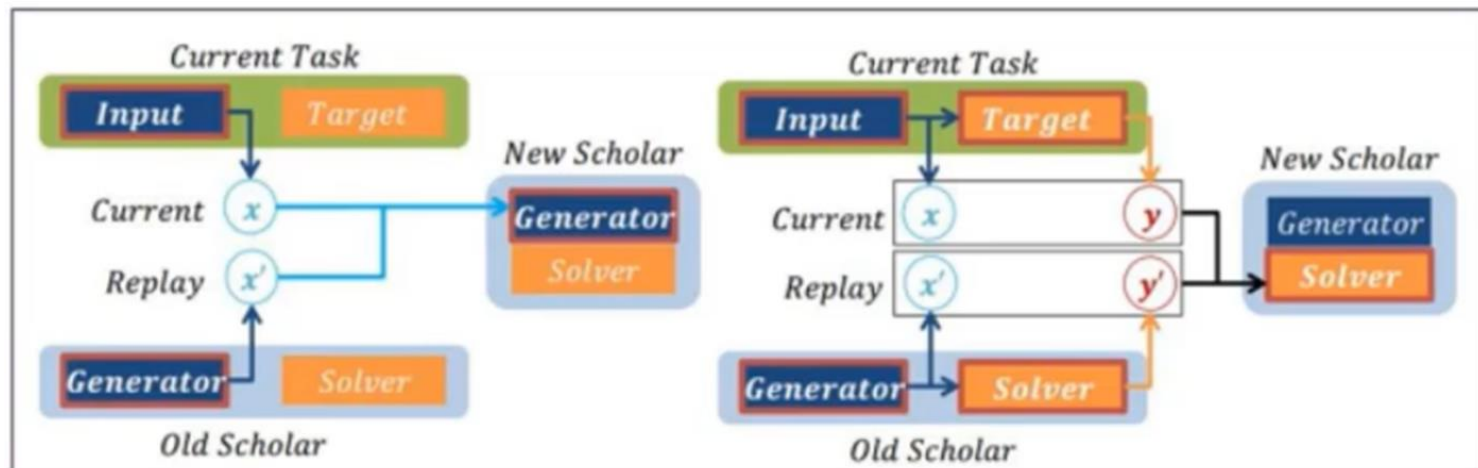 Current Task
Input
Target
New Scholar
Current
x
Generator
Replay
x'
Solver
Generator
Solver
Old Scholar
Current Task
Input
Target
New Scholar
Current
x
y
Generator
Replay
x'
y'
Solver
Generator
Solver
Old Scholar